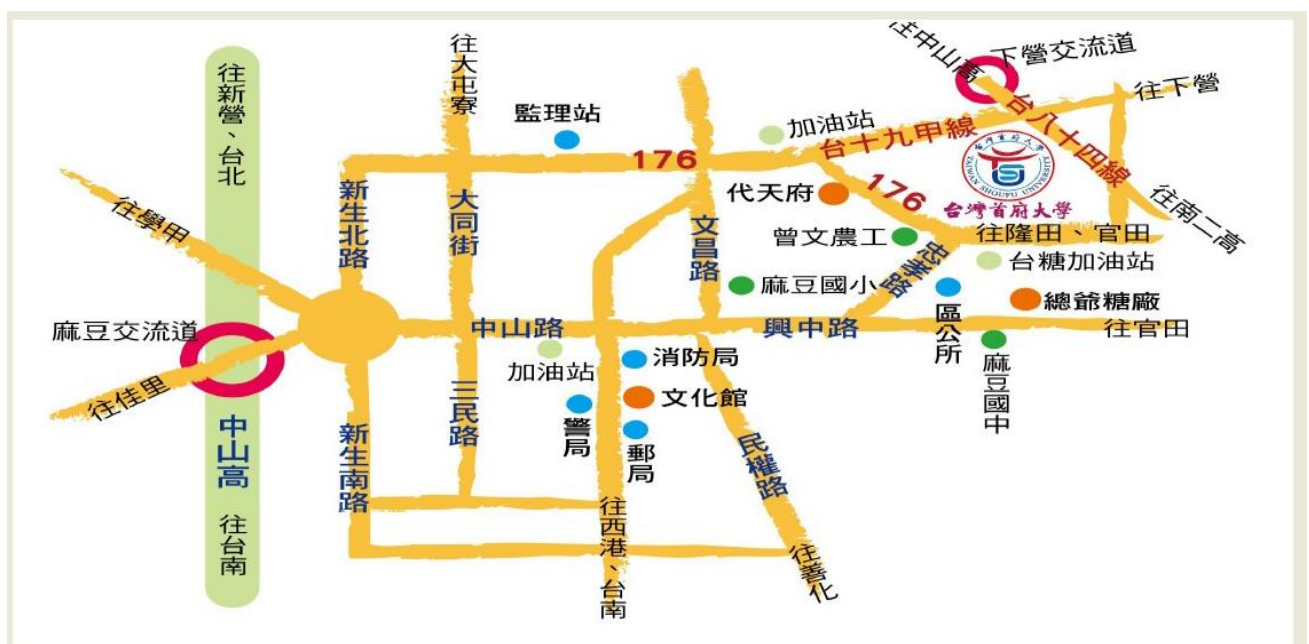 往新營、台北
往大屯寮
往中山高
下營交流道
往下營
監理站
加油站
台十九甲線
台八十四線
176
176
台灣首府大學
TAIWAN SHOUFU UNIVERSITY
台灣首府大學
往學甲
新生北路
大同街
文昌路
代天府
曾文農工
忠孝路
往隆田、官田
往南二高
台糖加油站
麻豆國小
區公所
總爺糖廠
麻豆交流道
中山路
興中路
往官田
加油站
消防局
麻豆國中
文化館
往佳里
三民路
警局
郵局
中山高
新生南路
民權路
往台南
往西港、台南
往善化